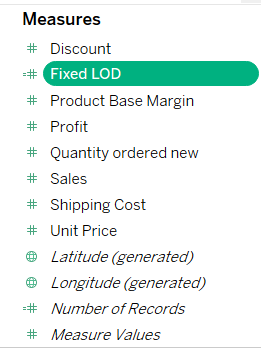 Measures
Discount
Fixed LOD
Product Base Margin
Profit
Quantity ordered new
Sales
Shipping Cost
Unit Price
Latitude (generated)
Longitude (generated)
Number of Records
Measure Values